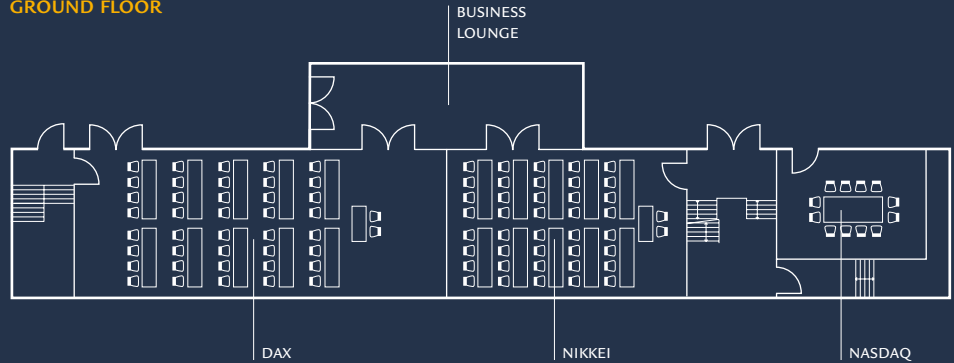 GROUND FLOOR
BUSINESS
LOUNGE
DAX
NIKKEI
NASDAQ